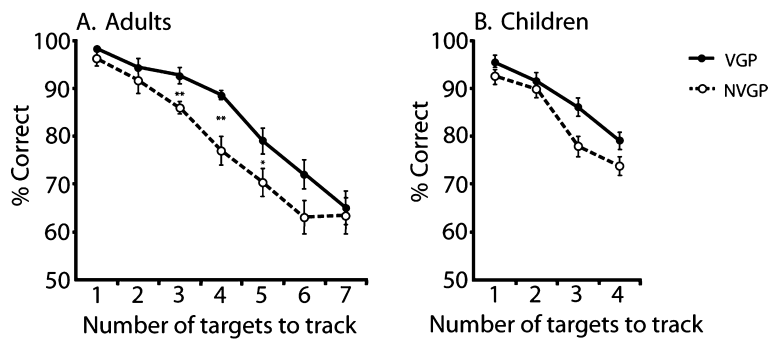 A. Adults
100
90
80
70
60
50
% Correct
**
**
*
1 2 3 4 5 6 7
Number of targets to track
B. Children
100
90
80
70
60
50
% Correct
1 2 3 4
Number of targets to track
VGP
NVGP